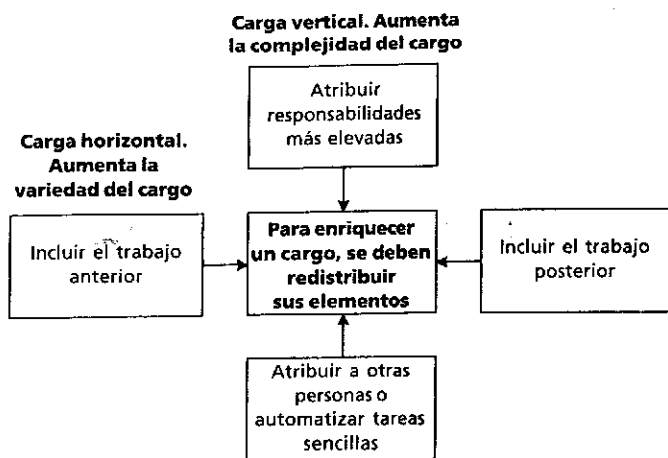 Carga vertical. Aumenta
la complejidad del cargo
Atribuir
responsabilidades
más elevadas
Carga horizontal.
Aumenta la
variedad del cargo
Incluir el trabajo
anterior
Para enriquecer
un cargo, se deben
redistribuir
sus elementos
Incluir el trabajo
posterior
Atribuir a otras
personas o
automatizar tareas
sencillas